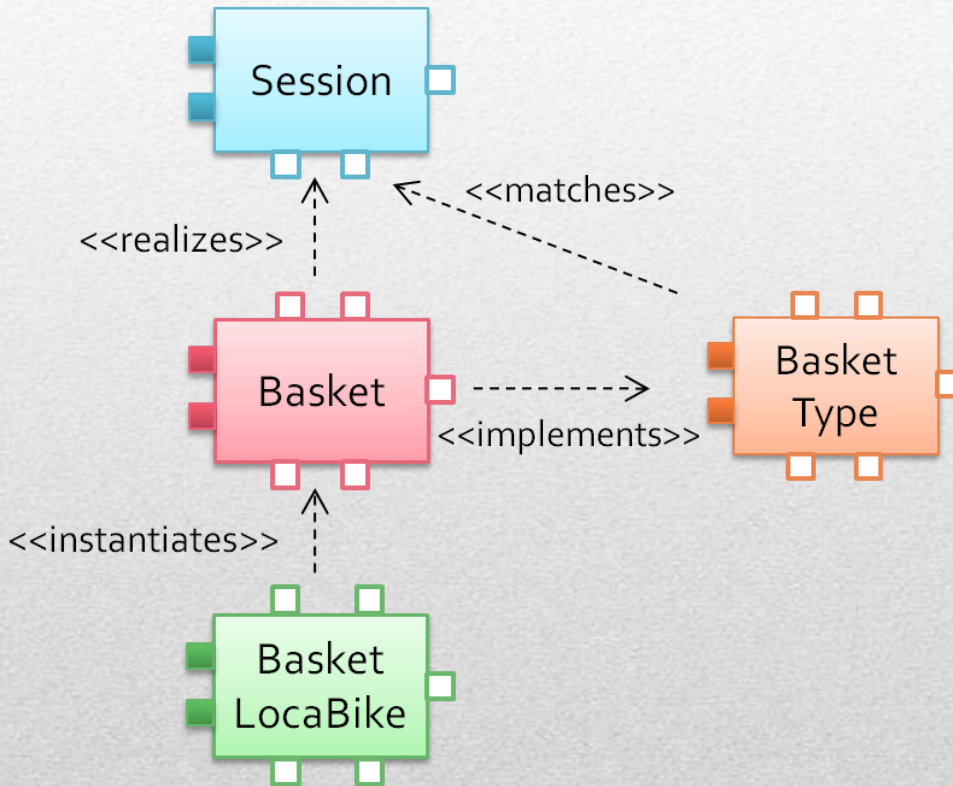 Session
<<matches>>
<<realizes>>
Basket
Basket
Type
<<implements>>
<<instantiates>>
Basket
LocaBike